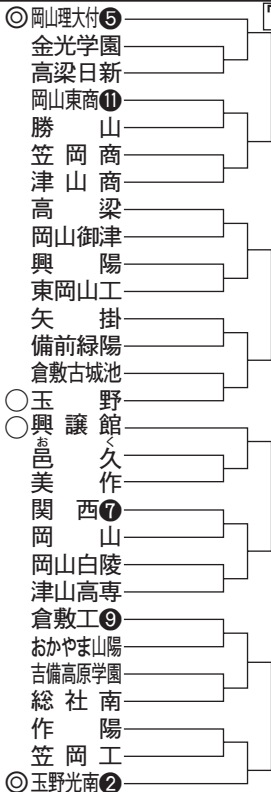 ◎岡山理大付❺
金光学園
高梁日新
岡山東商⓫
勝山
笠岡商
津山商
高梁
岡山御津
興陽
東岡山工
矢掛
備前緑陽
倉敷古城池
○玉野
○興譲館
おく
邑久
美作
関西❼
岡山
岡山白陵
津山高専
倉敷工❾
おかやま山陽
吉備高原学園
総社南
作陽
笠岡工
◎玉野光南❷